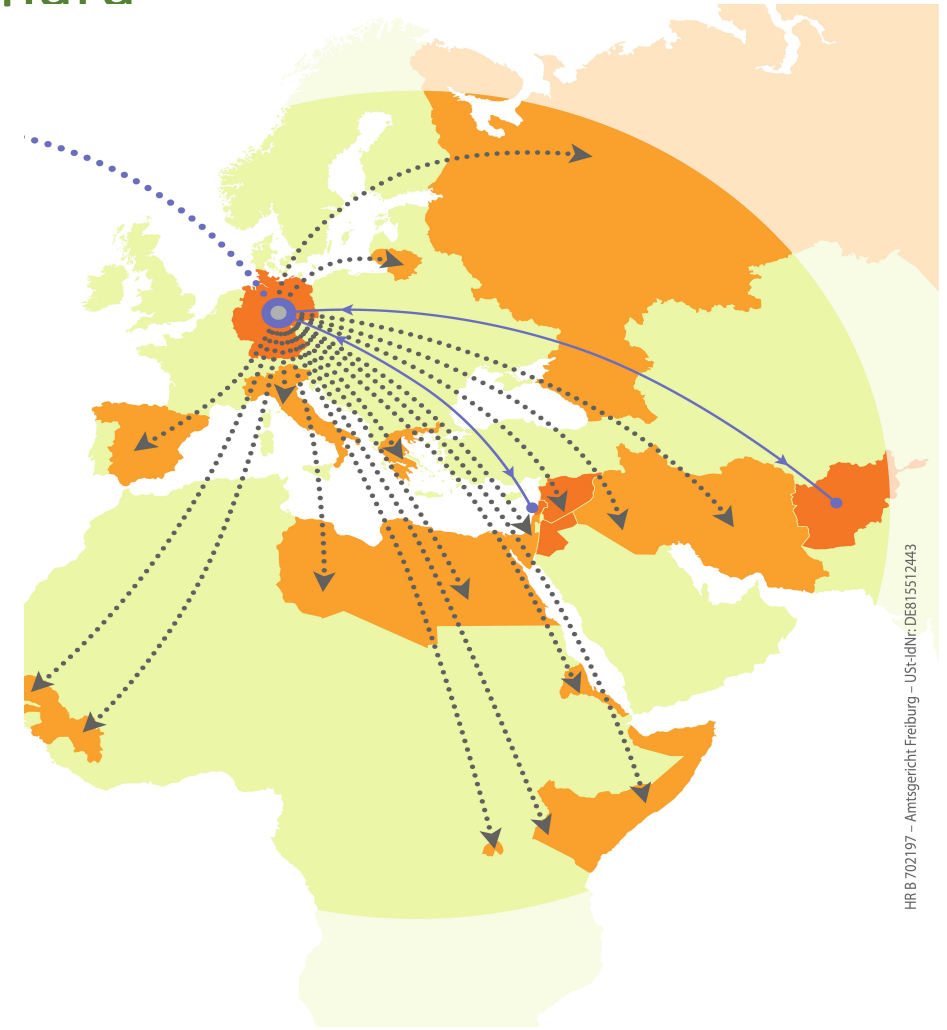 HR B 702197 – Amtsgericht Freiburg – USt-IdNr: DE815512443